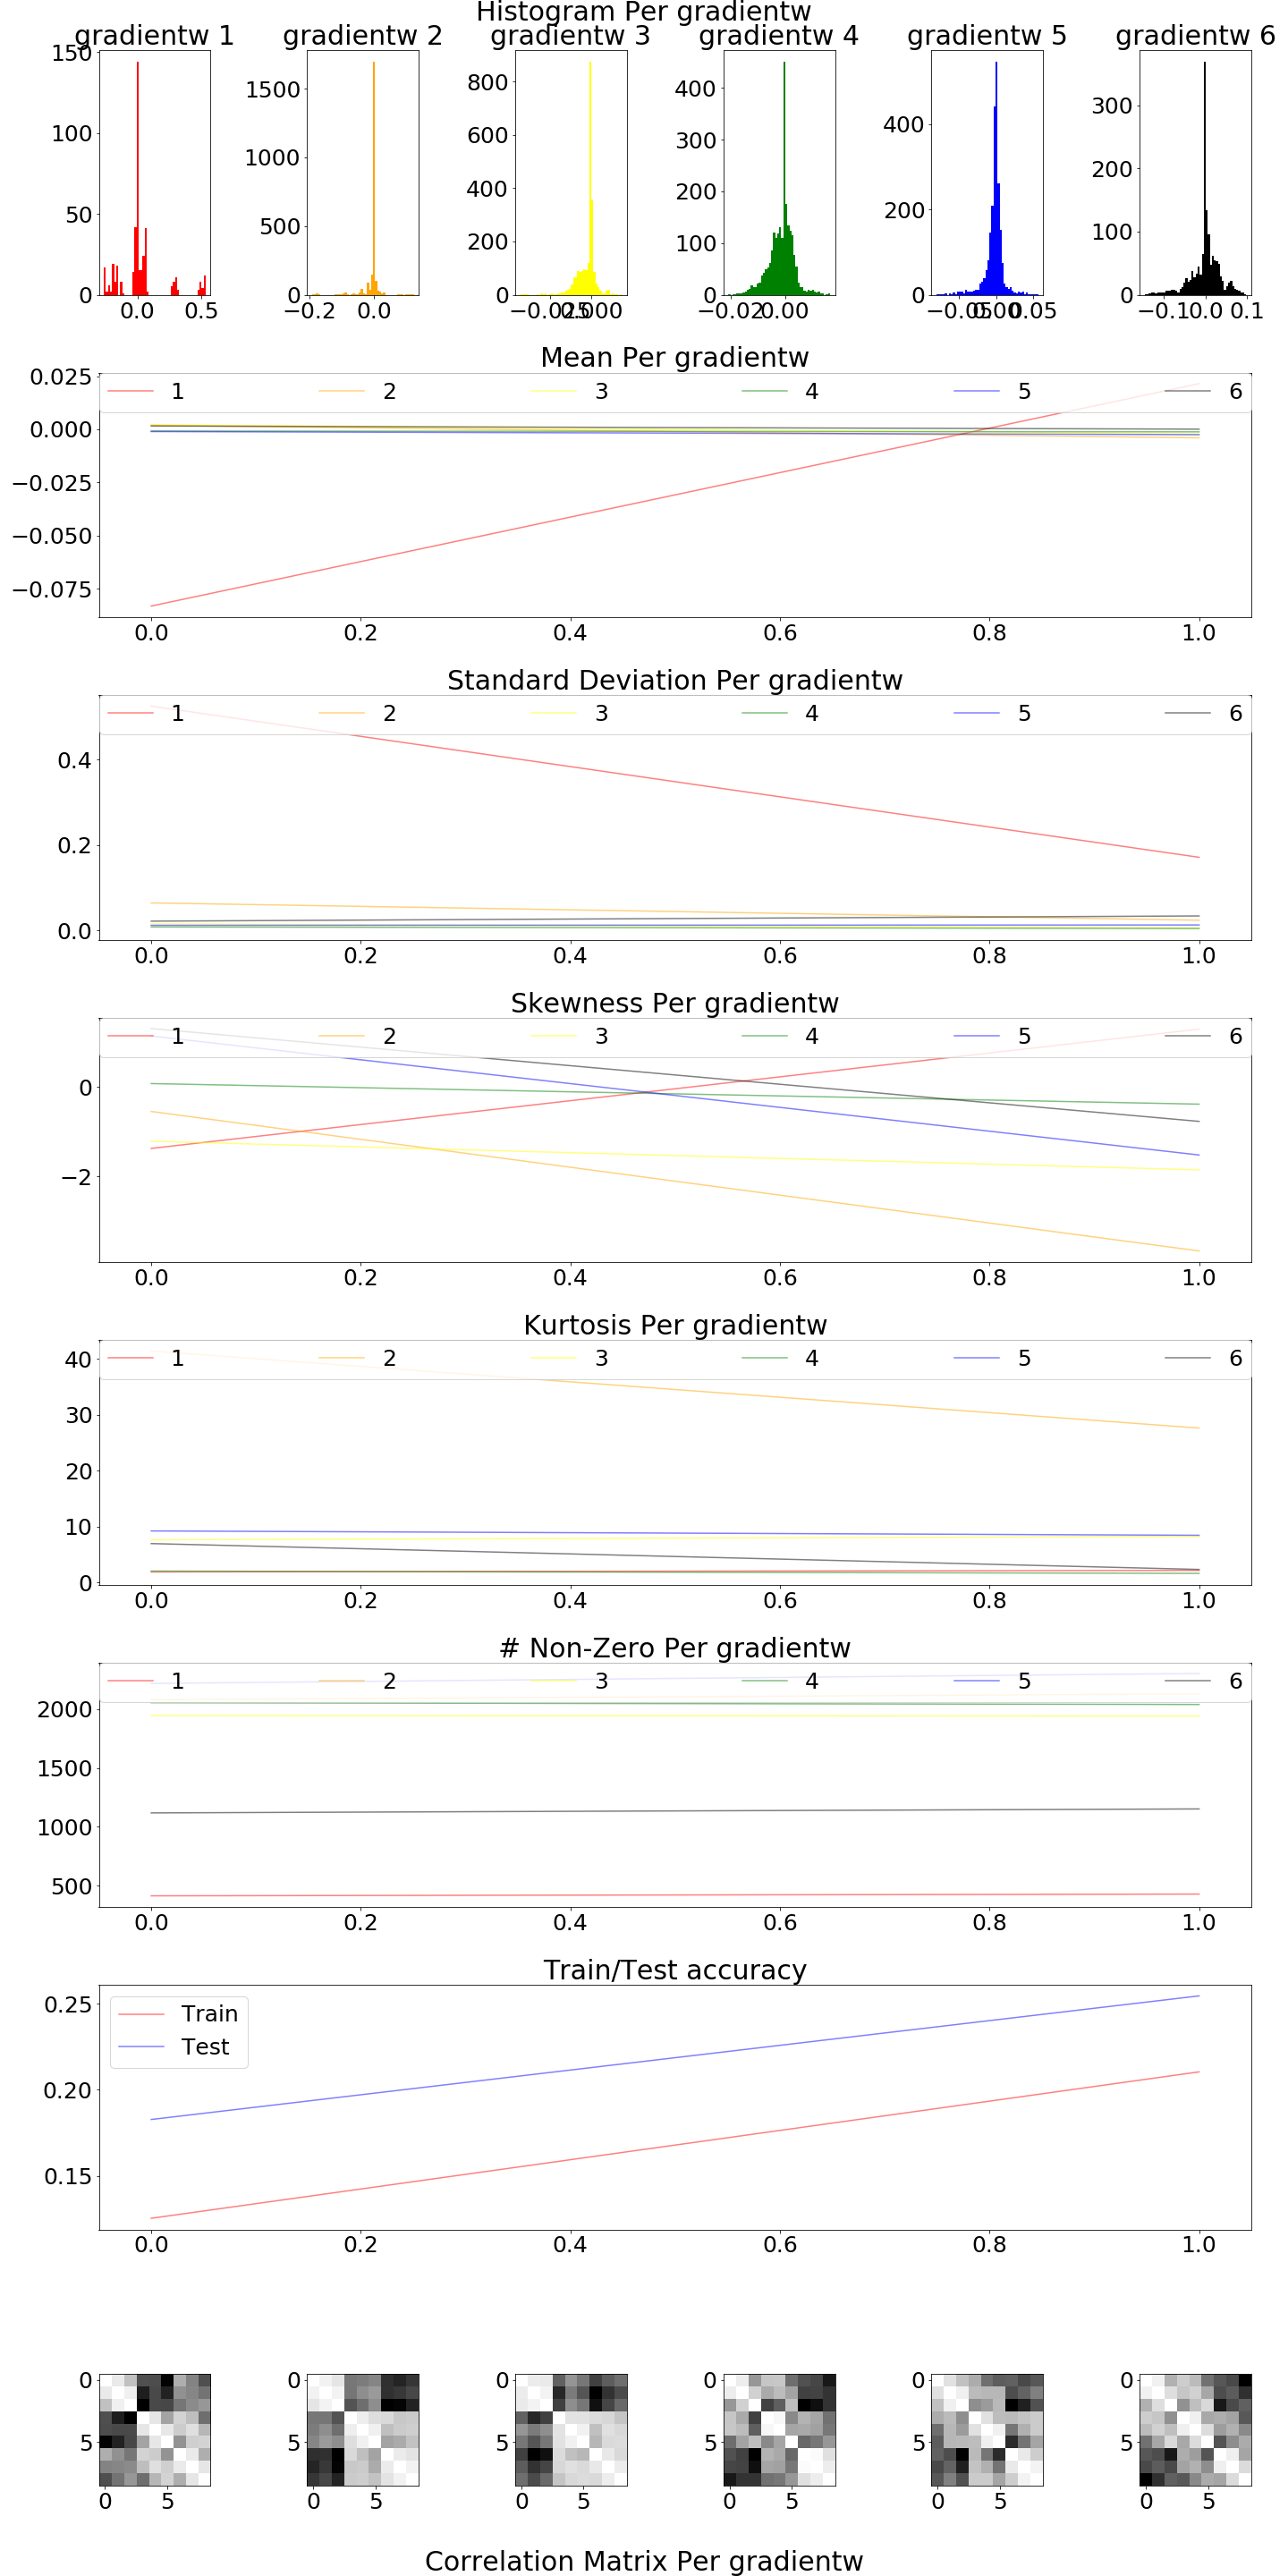 Histogram Per gradientw
gradientw 1 gradientw 2 gradientw 3 gradientw 4 gradientw 5 gradientw 6
150 100 50 0 0.0 0.5
1500 1000 500 0 −0.2 0.0
800 600 400 200 0 −0.025 0.000
400 300 200 100 0 −0.02 0.00
400 200 0 −0.05 0.00 0.05
300 200 100 0 −0.1 0.0 0.1
Mean Per gradientw
1 2 3 4 5 6
0.025
0.000
−0.025
−0.050
−0.075
0.0 0.2 0.4 0.6 0.8 1.0
Standard Deviation Per gradientw
1 2 3 4 5 6
0.4
0.2
0.0
0.0 0.2 0.4 0.6 0.8 1.0
Skewness Per gradientw
1 2 3 4 5 6
0
−2
0.0 0.2 0.4 0.6 0.8 1.0
Kurtosis Per gradientw
1 2 3 4 5 6
40
30
20
10
0
0.0 0.2 0.4 0.6 0.8 1.0
# Non-Zero Per gradientw
1 2 3 4 5 6
2000
1500
1000
500
0.0 0.2 0.4 0.6 0.8 1.0
Train/Test accuracy
Train
Test
0.25
0.20
0.15
0.0 0.2 0.4 0.6 0.8 1.0
0 0 0 0 0 0
5 5 5 5 5 5
0 5 0 5 0 5 0 5 0 5 0 5
Correlation Matrix Per gradientw